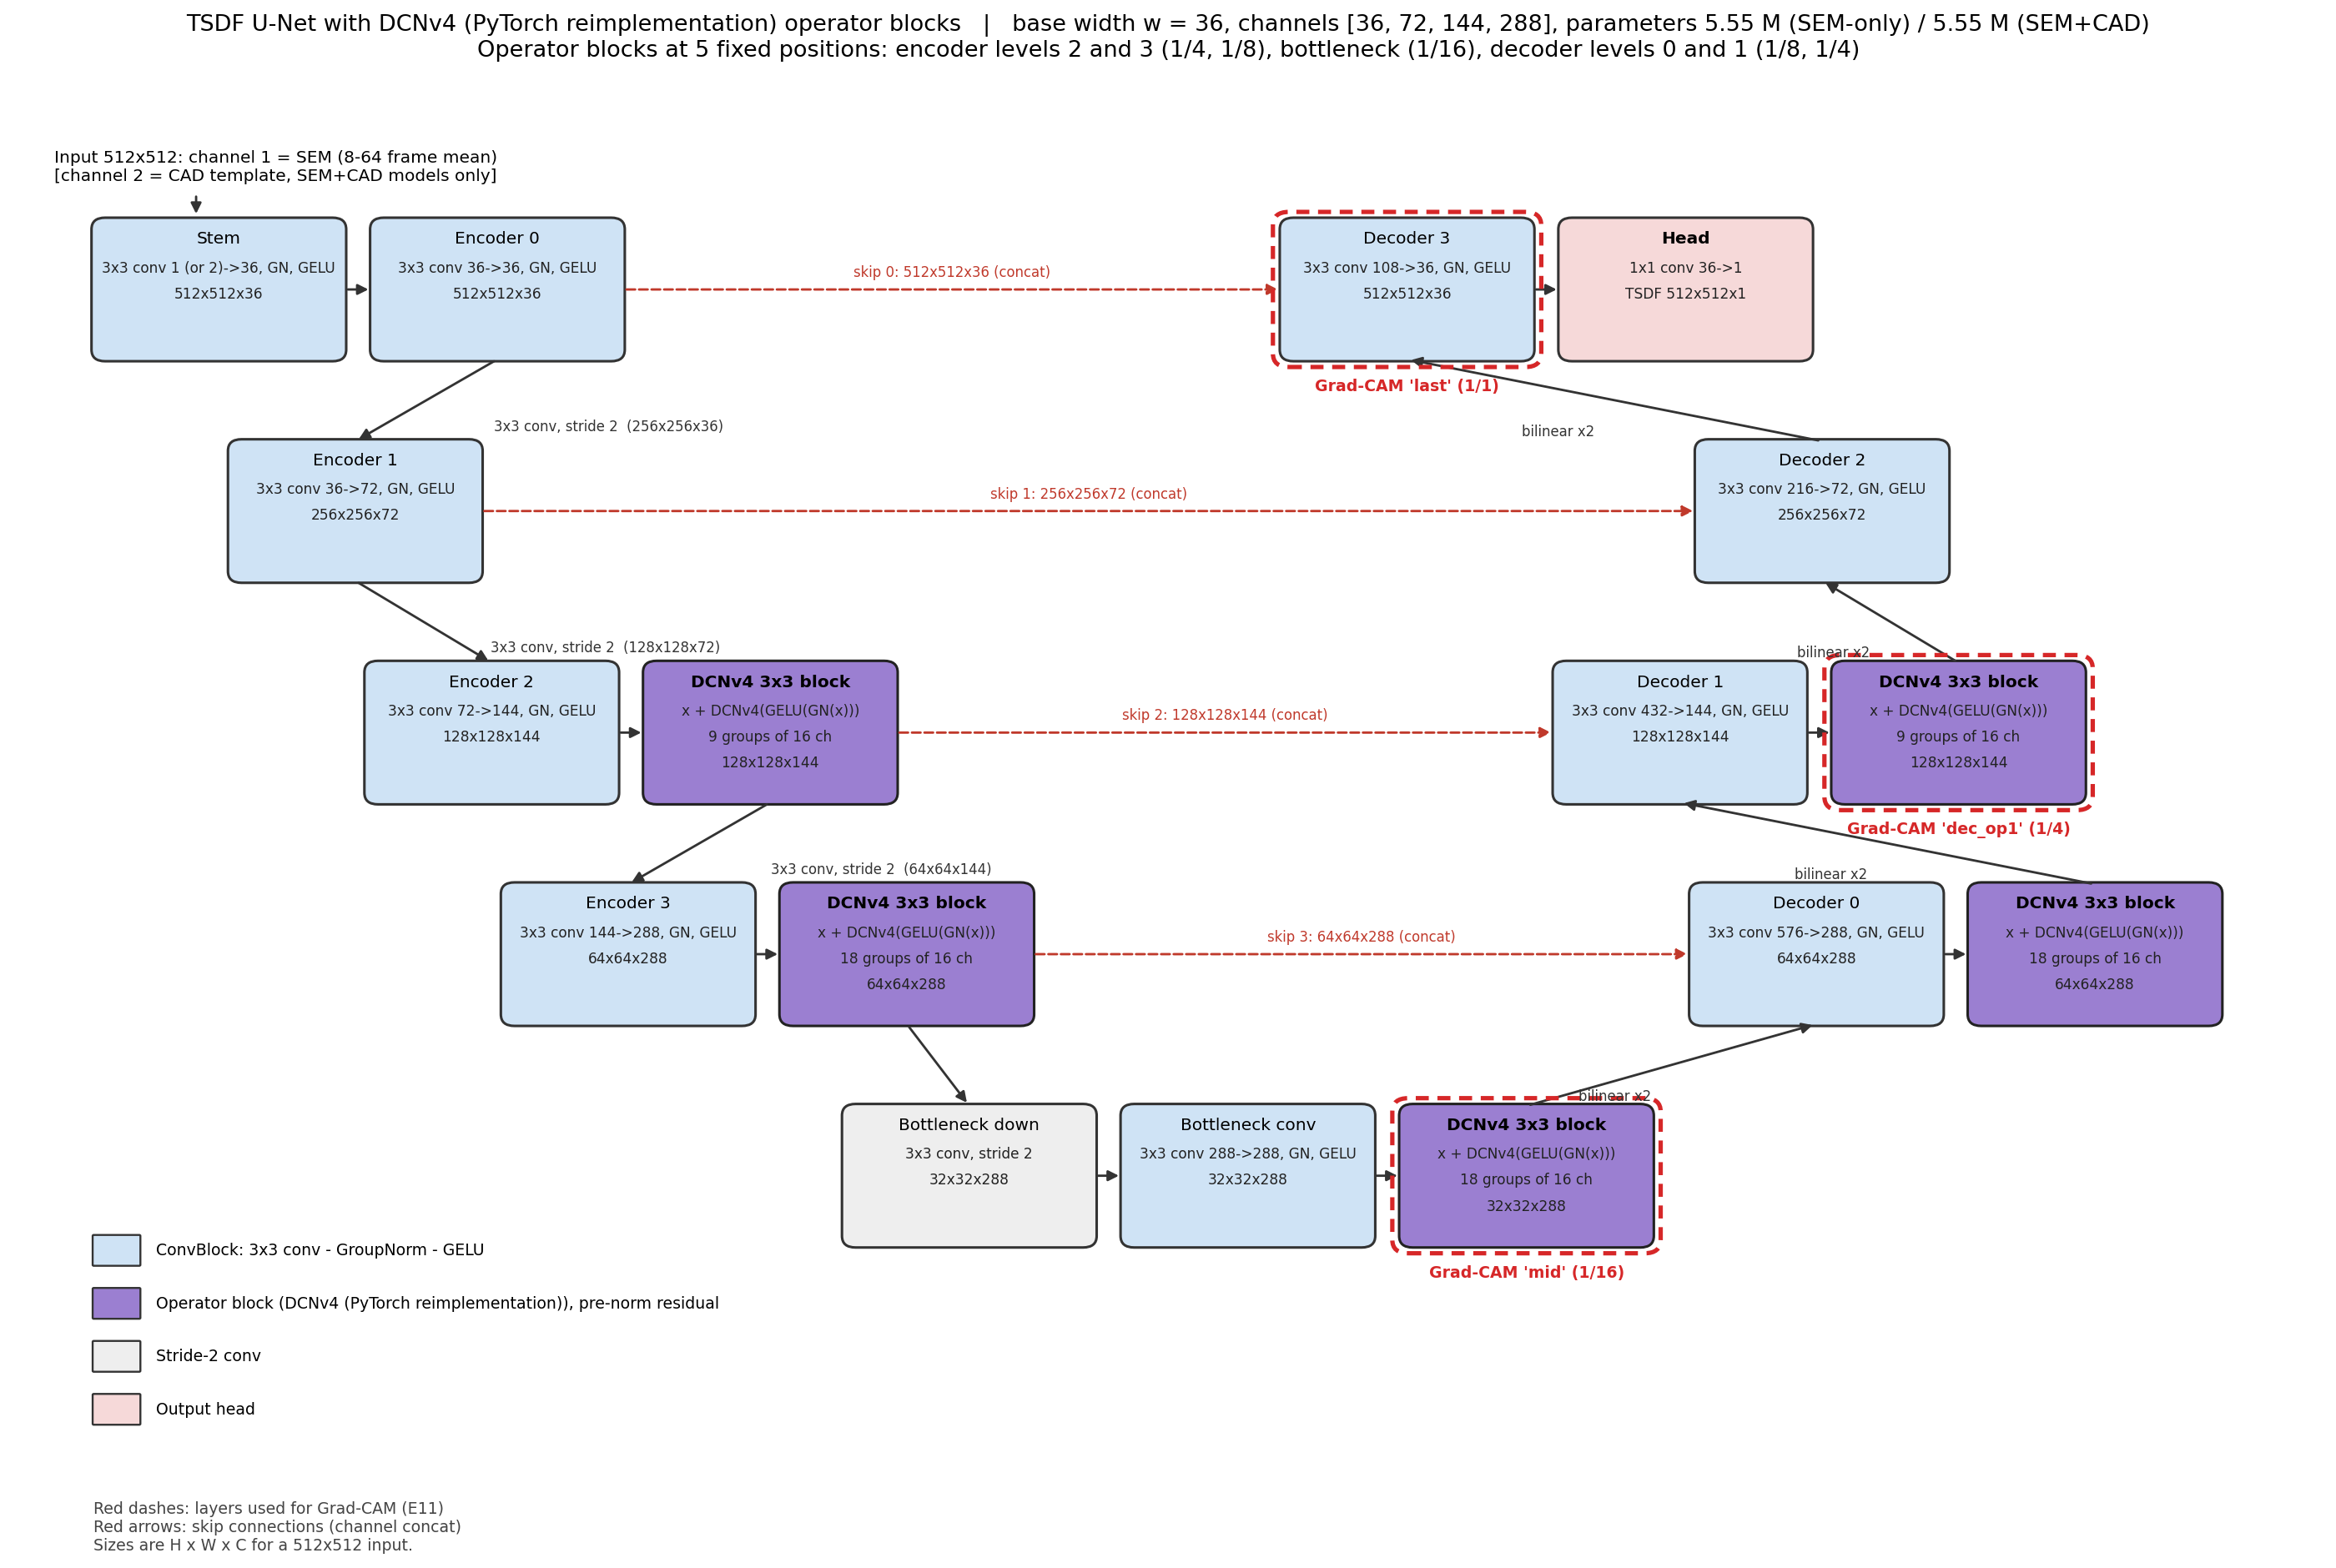 TSDF U-Net with DCNv4 (PyTorch reimplementation) operator blocks | base width w = 36, channels [36, 72, 144, 288], parameters 5.55 M (SEM-only) / 5.55 M (SEM+CAD)
Operator blocks at 5 fixed positions: encoder levels 2 and 3 (1/4, 1/8), bottleneck (1/16), decoder levels 0 and 1 (1/8, 1/4)
Input 512x512: channel 1 = SEM (8-64 frame mean)
[channel 2 = CAD template, SEM+CAD models only]
Stem
3x3 conv 1 (or 2)->36, GN, GELU
512x512x36
Encoder 0
3x3 conv 36->36, GN, GELU
512x512x36
skip 0: 512x512x36 (concat)
Decoder 3
3x3 conv 108->36, GN, GELU
512x512x36
Head
1x1 conv 36->1
TSDF 512x512x1
Grad-CAM 'last' (1/1)
3x3 conv, stride 2 (256x256x36)
bilinear x2
Encoder 1
3x3 conv 36->72, GN, GELU
256x256x72
skip 1: 256x256x72 (concat)
Decoder 2
3x3 conv 216->72, GN, GELU
256x256x72
3x3 conv, stride 2 (128x128x72)
bilinear x2
Encoder 2
3x3 conv 72->144, GN, GELU
128x128x144
DCNv4 3x3 block
x + DCNv4(GELU(GN(x)))
9 groups of 16 ch
128x128x144
skip 2: 128x128x144 (concat)
Decoder 1
3x3 conv 432->144, GN, GELU
128x128x144
DCNv4 3x3 block
x + DCNv4(GELU(GN(x)))
9 groups of 16 ch
128x128x144
Grad-CAM 'dec_op1' (1/4)
3x3 conv, stride 2 (64x64x144)
bilinear x2
Encoder 3
3x3 conv 144->288, GN, GELU
64x64x288
DCNv4 3x3 block
x + DCNv4(GELU(GN(x)))
18 groups of 16 ch
64x64x288
skip 3: 64x64x288 (concat)
Decoder 0
3x3 conv 576->288, GN, GELU
64x64x288
DCNv4 3x3 block
x + DCNv4(GELU(GN(x)))
18 groups of 16 ch
64x64x288
bilinear x2
Bottleneck down
3x3 conv, stride 2
32x32x288
Bottleneck conv
3x3 conv 288->288, GN, GELU
32x32x288
DCNv4 3x3 block
x + DCNv4(GELU(GN(x)))
18 groups of 16 ch
32x32x288
Grad-CAM 'mid' (1/16)
ConvBlock: 3x3 conv - GroupNorm - GELU
Operator block (DCNv4 (PyTorch reimplementation)), pre-norm residual
Stride-2 conv
Output head
Red dashes: layers used for Grad-CAM (E11)
Red arrows: skip connections (channel concat)
Sizes are H x W x C for a 512x512 input.